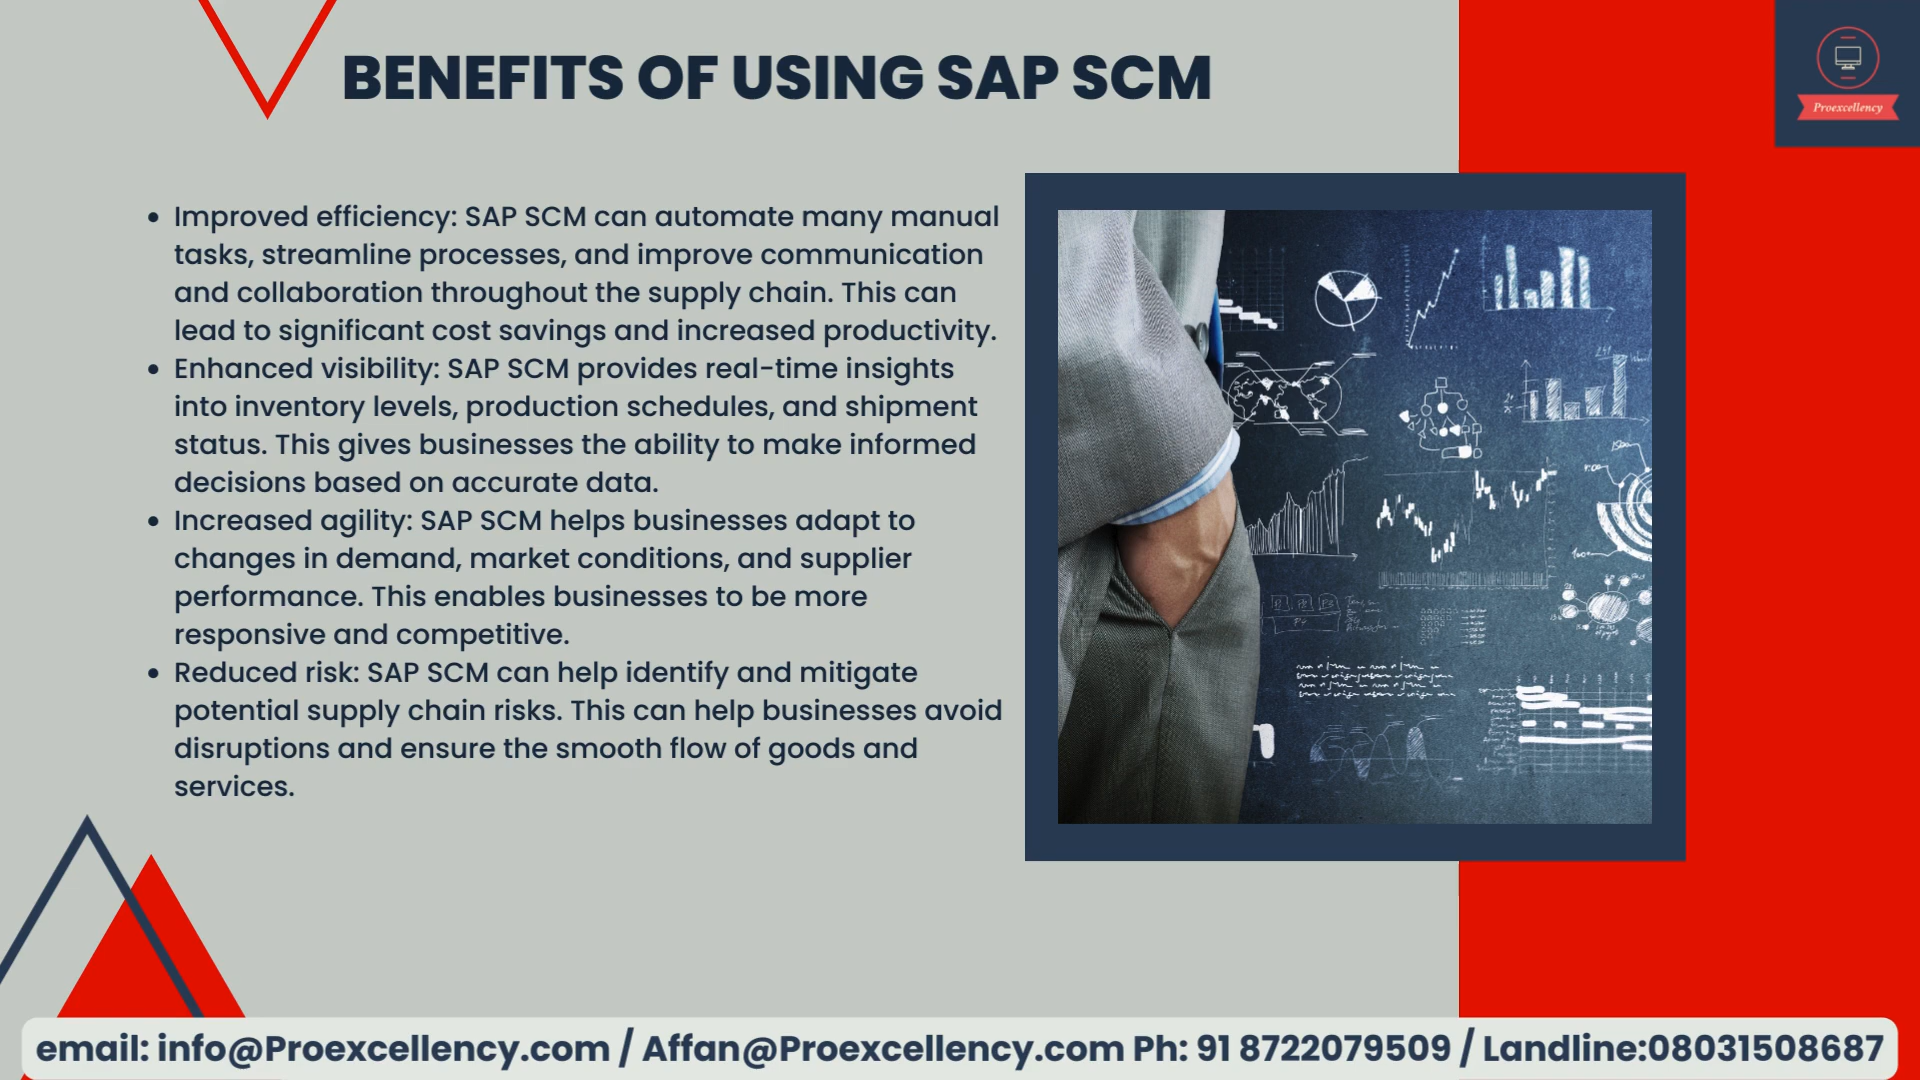 BENEFITS OF USING SAP SCM
Proexcellency
• Improved efficiency: SAP SCM can automate many manual
tasks, streamline processes, and improve communication
and collaboration throughout the supply chain. This can
lead to significant cost savings and increased productivity.
• Enhanced visibility: SAP SCM provides real-time insights
into inventory levels, production schedules, and shipment
status. This gives businesses the ability to make informed
decisions based on accurate data.
• Increased agility: SAP SCM helps businesses adapt to
changes in demand, market conditions, and supplier
performance. This enables businesses to be more
responsive and competitive.
• Reduced risk: SAP SCM can help identify and mitigate
potential supply chain risks. This can help businesses avoid
disruptions and ensure the smooth flow of goods and
services.
email: info@Proexcellency.com / Affan@Proexcellency.com Ph: 91 8722079509 / Landline:08031508687